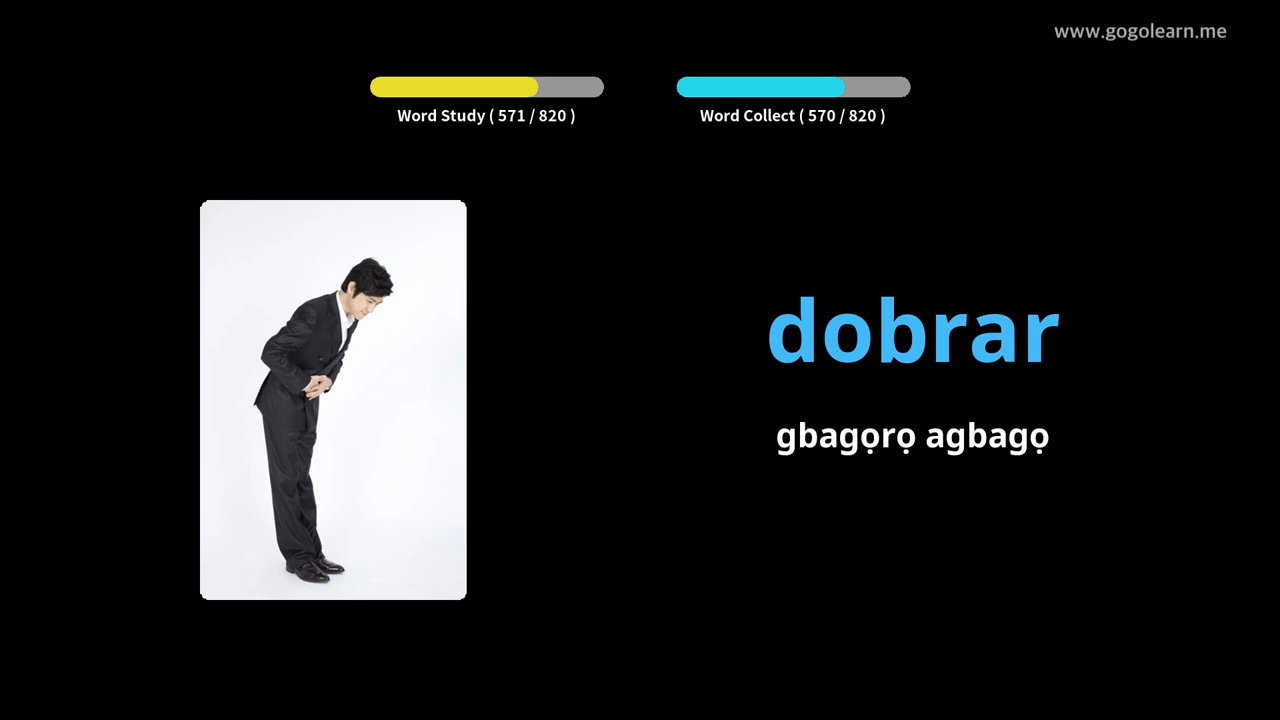 www.gogolearn.me
Word Study ( 571 / 820 )
Word Collect ( 570 / 820 )
dobrar
gbagọrọ agbagọ